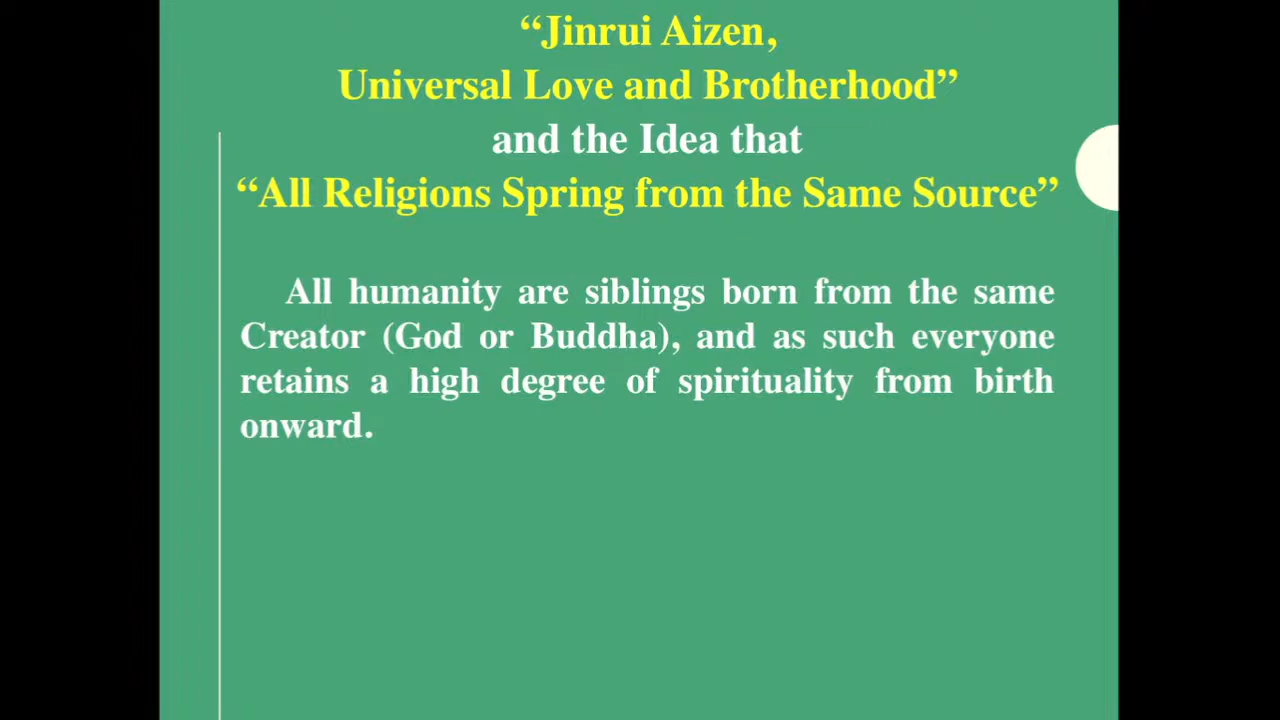 “Jinrui Aizen,
Universal Love and Brotherhood”
and the Idea that
“All Religions Spring from the Same Source”
All humanity are siblings born from the same
Creator (God or Buddha), and as such everyone
retains a high degree of spirituality from birth
onward.